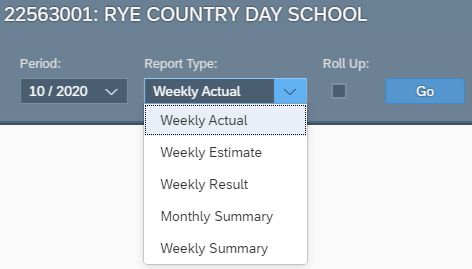 22563001: RYE COUNTRY DAY SCHOOL
Period: Report Type: Roll Up:
10 / 2020 Weekly Actual Go
Weekly Actual
Weekly Estimate
Weekly Result
Monthly Summary
Weekly Summary